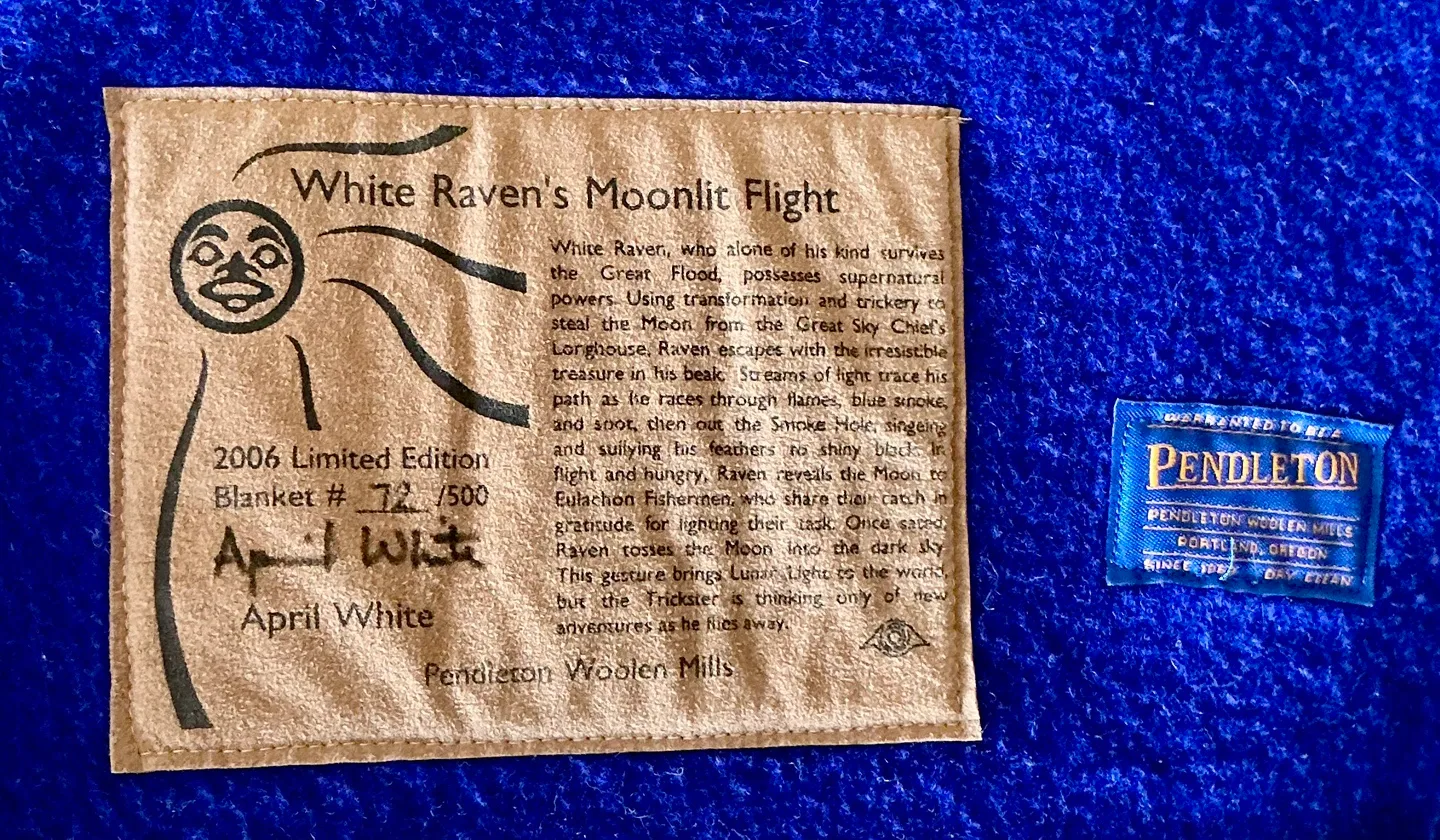 White Raven's Moonlit Flight
White Raven, who alone of his kind survives
the Great Flood, possesses supernatural
powers. Using transformation and trickery to
steal the Moon from the Great Sky Chief's
Longhouse, Raven escapes with the irresistible
treasure in his beak. Streams of light trace his
path as he races through flames, blue smoke,
and soot, then out the Smoke Hole, singeing
and sullying his feathers to shiny black. In
flight and hungry, Raven reveals the Moon to
Eulachon Fishermen, who share their catch in
gratitude for lighting their task. Once sated,
Raven tosses the Moon into the dark sky
This gesture brings Lunar Light to the world,
but the Trickster is thinking only of new
adventures as he flies away.
2006 Limited Edition
Blanket # 72 /500
April White
April White
Pendleton Woolen Mills
WARRANTED TO BE A
PENDLETON
PENDLETON WOOLEN MILLS
PORTLAND, OREGON
SINCE DRY CLEAN